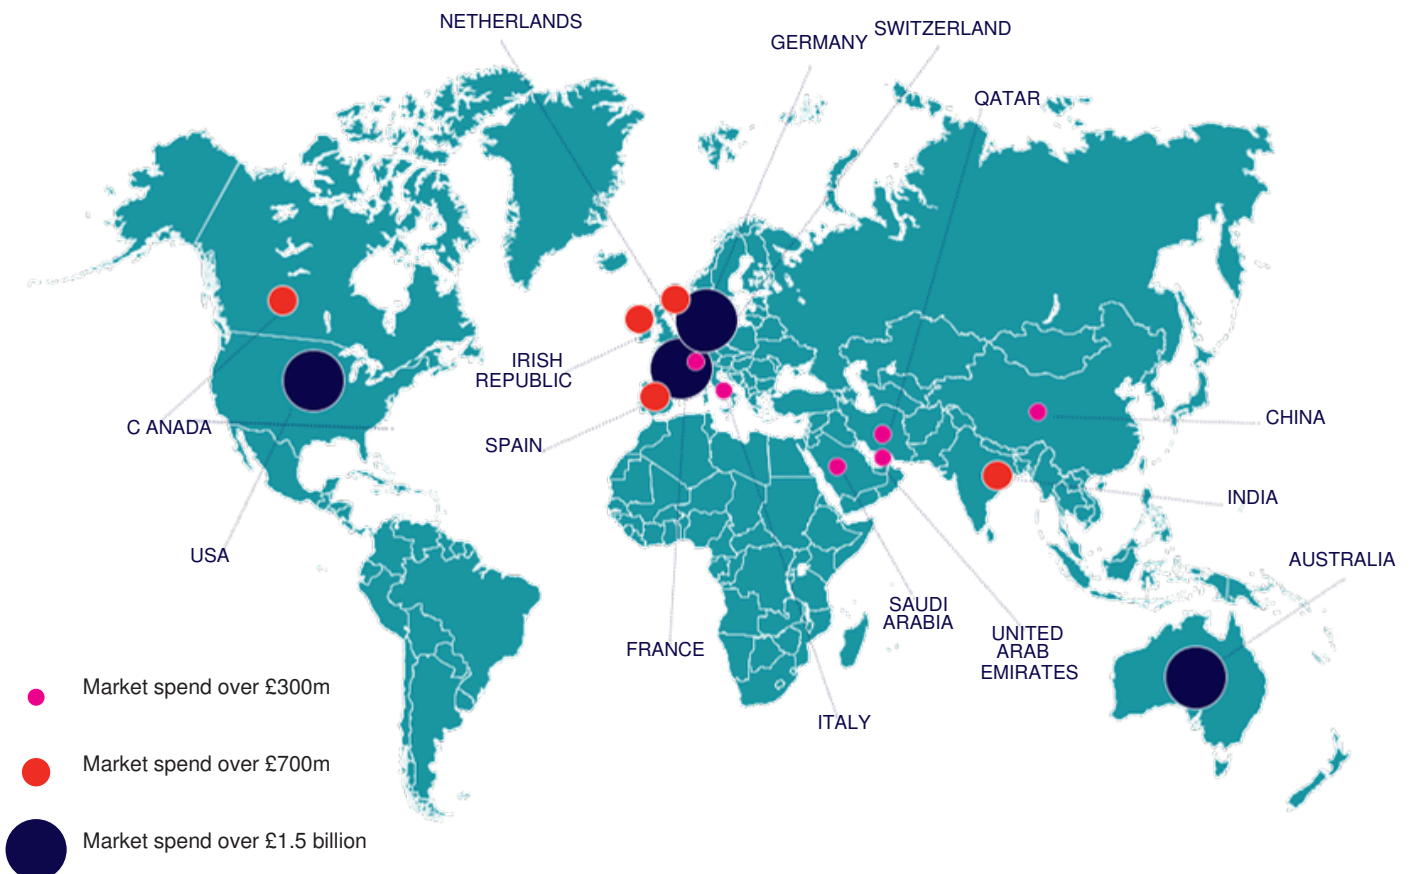 NETHERLANDS
SWITZERLAND
GERMANY
QATAR
IRISH
REPUBLIC
C ANADA
SPAIN
CHINA
INDIA
USA
AUSTRALIA
SAUDI
ARABIA
UNITED
ARAB
EMIRATES
FRANCE
ITALY
Market spend over £300m
Market spend over £700m
Market spend over £1.5 billion